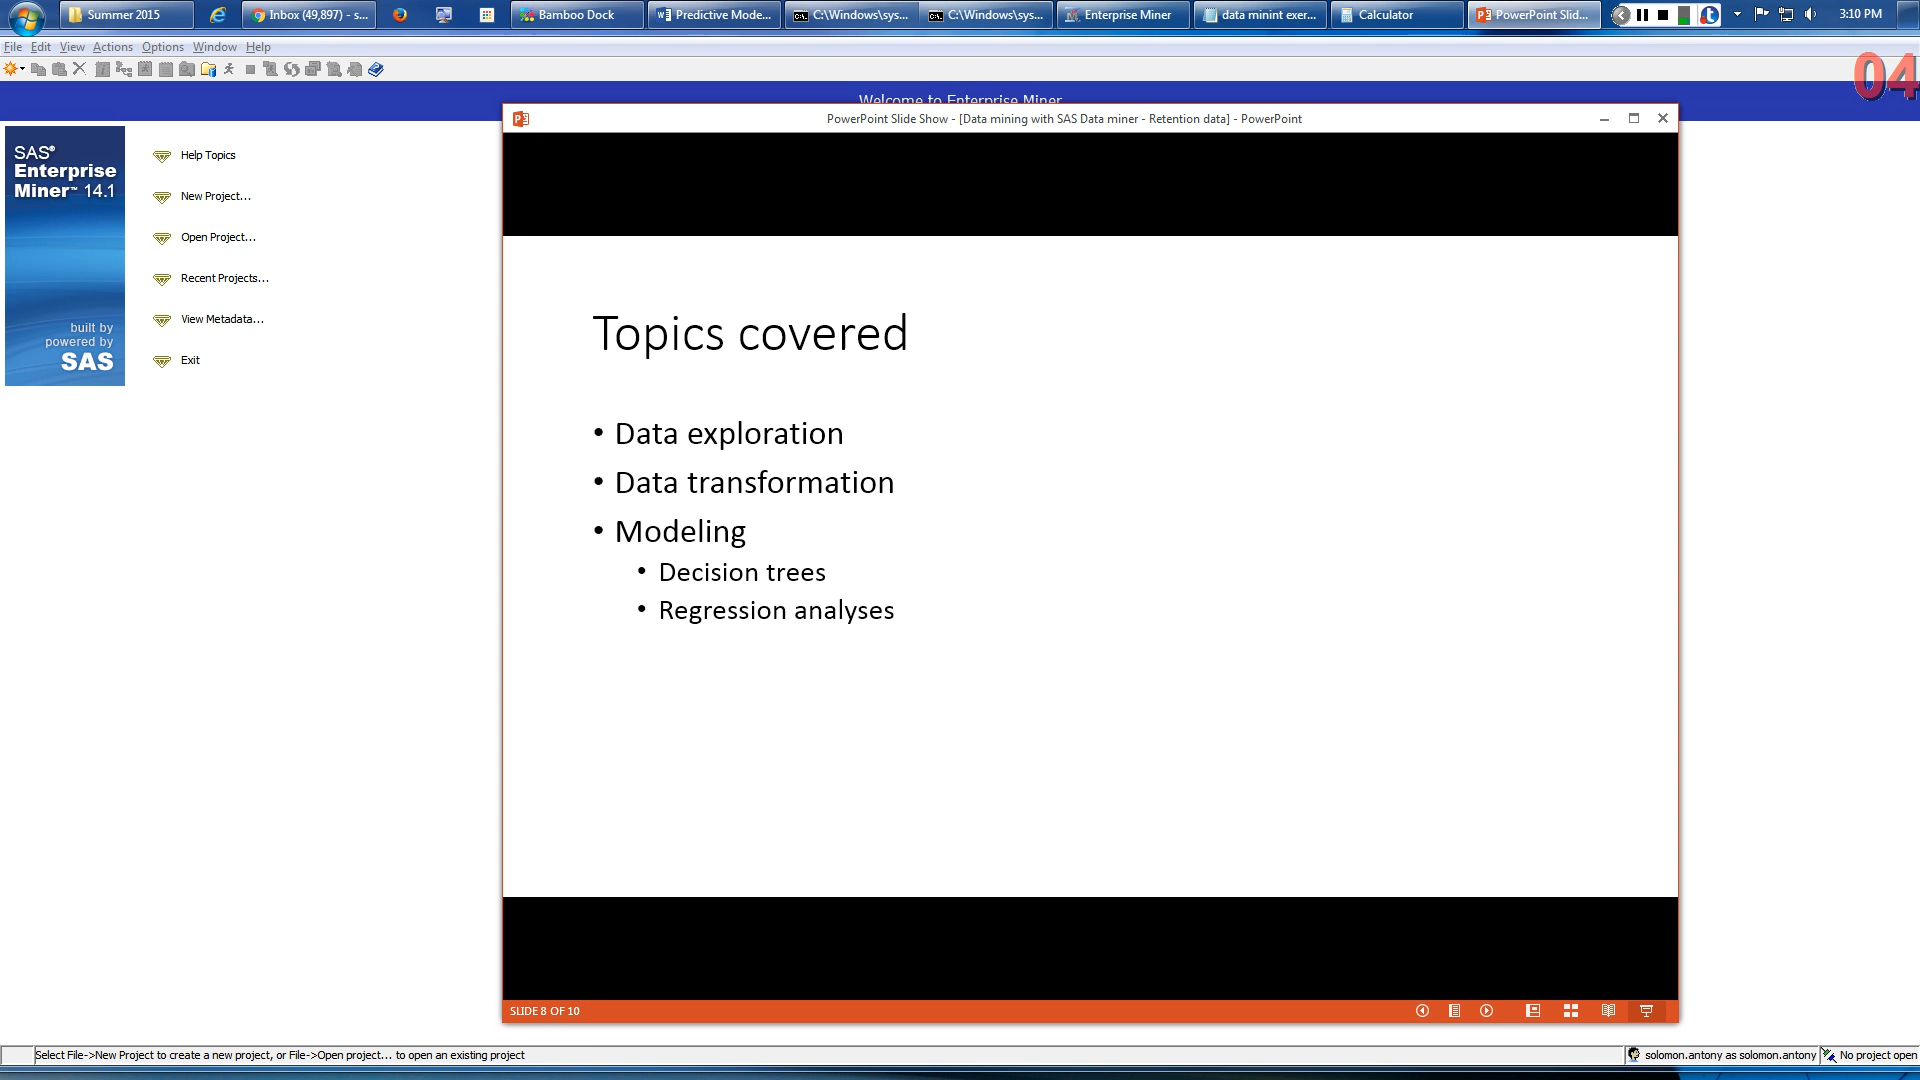 Summer 2015
Inbox (49,897) - s...
Bamboo Dock
Predictive Mode...
C:\Windows\sys...
C:\Windows\sys...
Enterprise Miner
data minint exer...
Calculator
PowerPoint Slid...
3:10 PM
File Edit View Actions Options Window Help
04
Welcome to Enterprise Miner
SAS®
Enterprise
Miner™ 14.1
built by
powered by
SAS
Help Topics
New Project...
Open Project...
Recent Projects...
View Metadata...
Exit
PowerPoint Slide Show - [Data mining with SAS Data miner - Retention data] - PowerPoint
Topics covered
• Data exploration
• Data transformation
• Modeling
• Decision trees
• Regression analyses
SLIDE 8 OF 10
Select File->New Project to create a new project, or File->Open project... to open an existing project
solomon.antony as solomon.antony
No project open